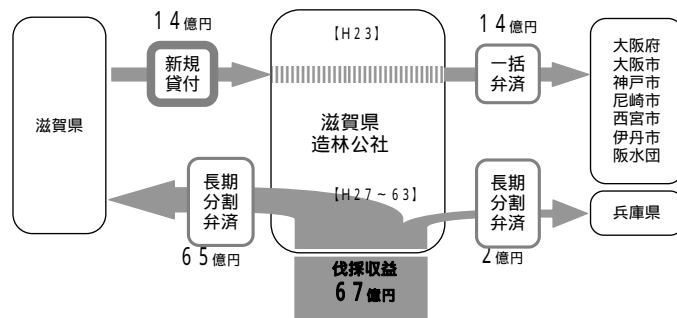 14億円
【H23】
14億円
新規
貸付
一括
弁済
大阪府
大阪市
神戸市
尼崎市
西宮市
伊丹市
阪水団
滋賀県
滋賀県
造林公社
長期
分割
弁済
【H27~63】
長期
分割
弁済
兵庫県
65億円
2億円
伐採収益
67億円